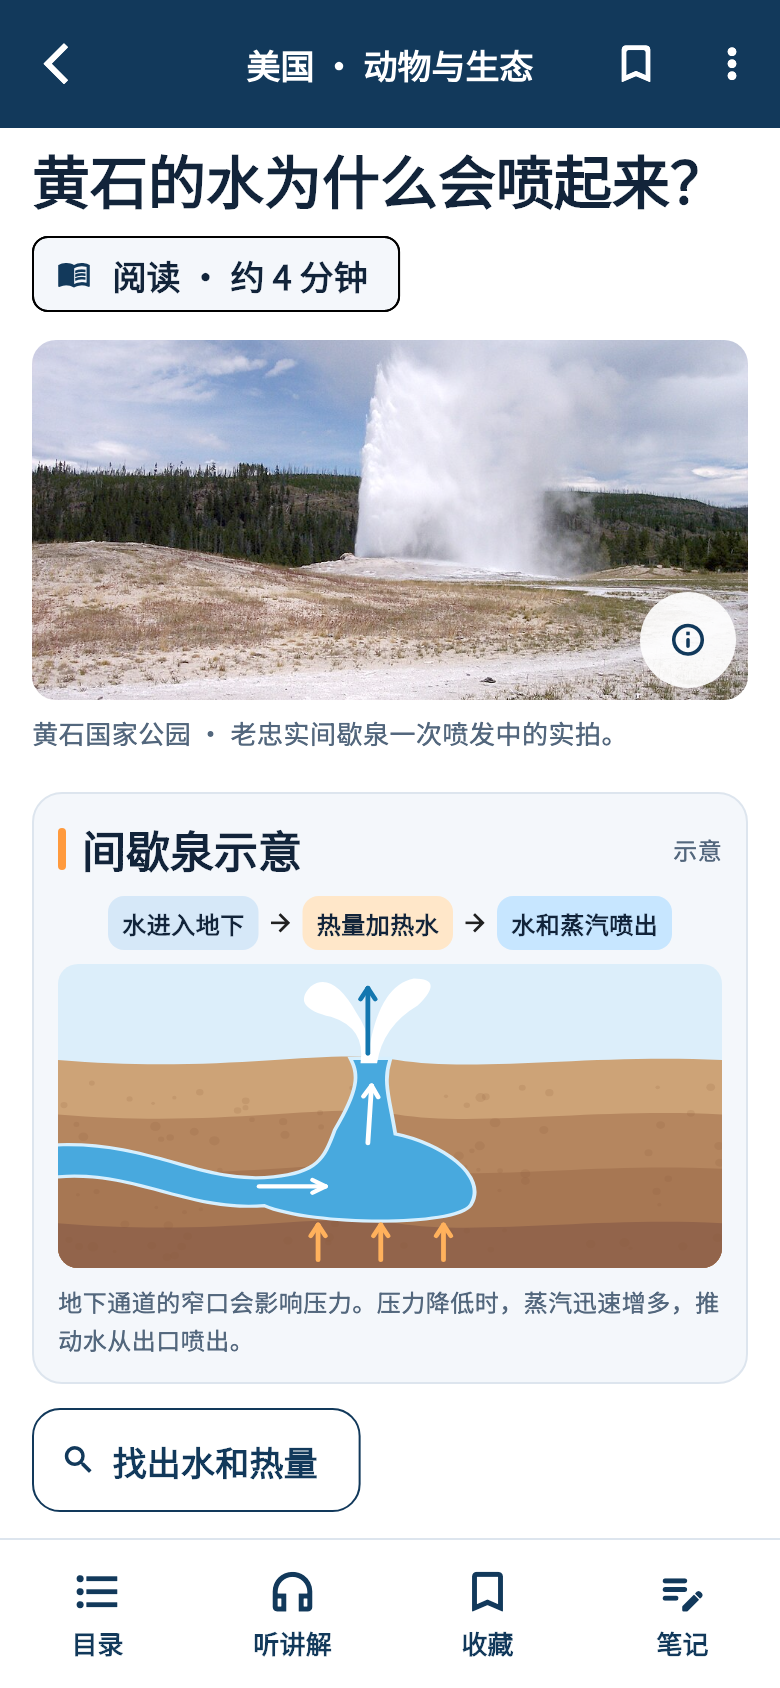 美国 · 动物与生态
黄石的水为什么会喷起来？
阅读 · 约 4 分钟
黄石国家公园 · 老忠实间歇泉一次喷发中的实拍。
间歇泉示意
示意
水进入地下 → 热量加热水 → 水和蒸汽喷出
地下通道的窄口会影响压力。压力降低时，蒸汽迅速增多，推
动水从出口喷出。
找出水和热量
目录
听讲解
收藏
笔记